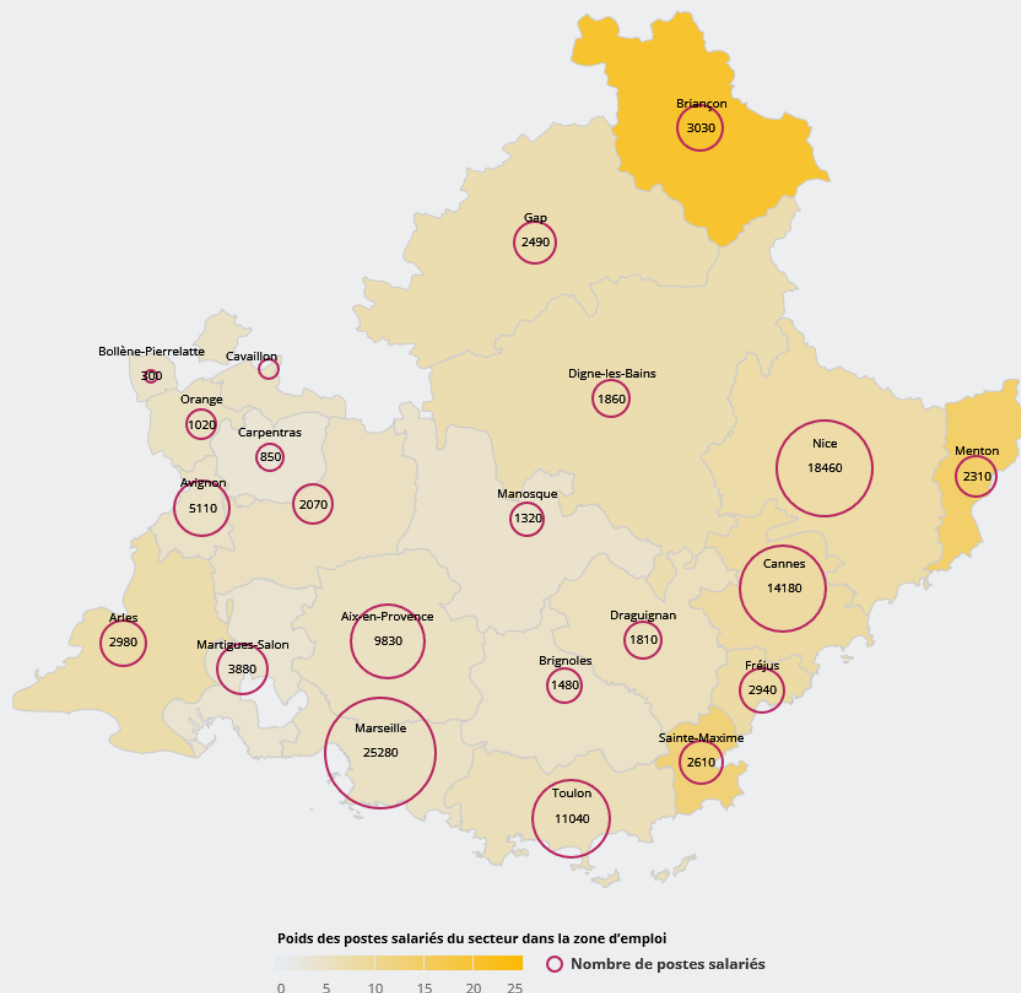 Briançon
3030
Gap
2490
Bollène-Pierrelatte
300
Cavaillon
Digne-les-Bains
1860
Orange
1020
Carpentras
850
Nice
18460
Menton
2310
Avignon
5110
2070
Manosque
1320
Cannes
14180
Arles
2980
Aix-en-Provence
9830
Draguignan
1810
Martigues-Salon
3880
Brignoles
1480
Fréjus
2940
Marseille
25280
Sainte-Maxime
2610
Toulon
11040
Poids des postes salariés du secteur dans la zone d'emploi
0 5 10 15 20 25
Nombre de postes salariés